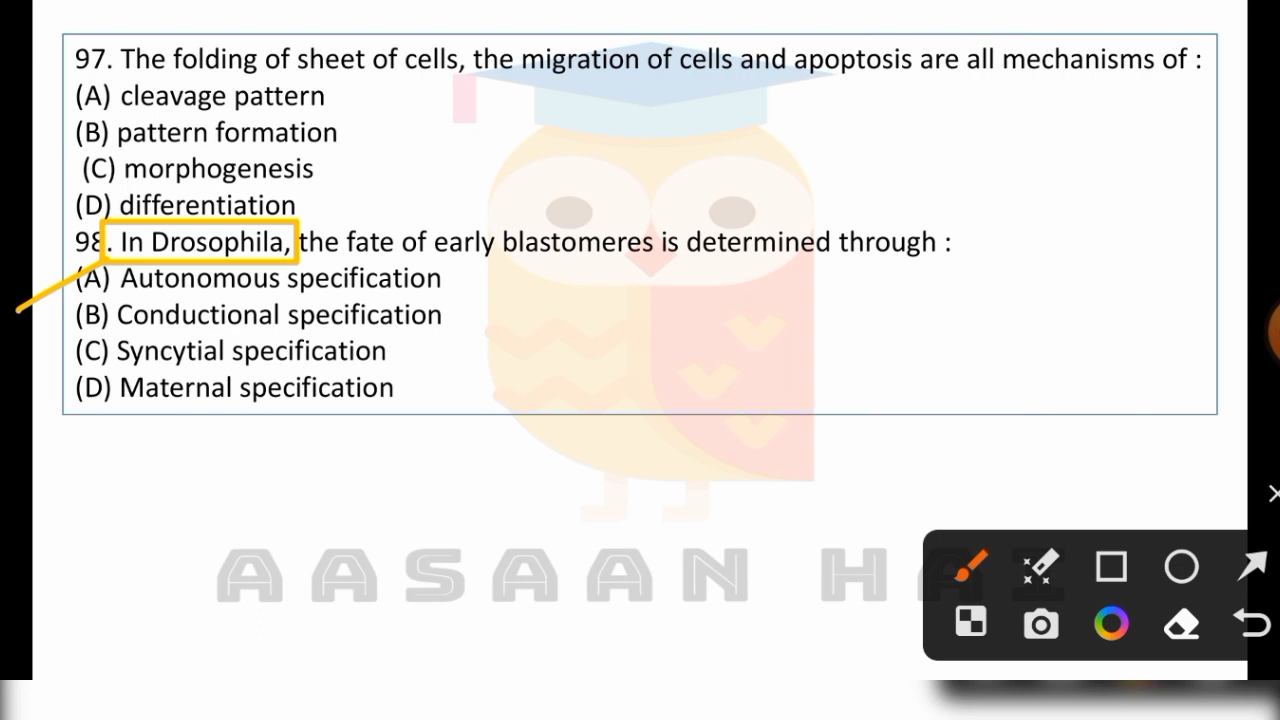 97. The folding of sheet of cells, the migration of cells and apoptosis are all mechanisms of :
(A) cleavage pattern
(B) pattern formation
(C) morphogenesis
(D) differentiation
98. In Drosophila, the fate of early blastomeres is determined through :
(A) Autonomous specification
(B) Conductional specification
(C) Syncytial specification
(D) Maternal specification
AASAAN HAI